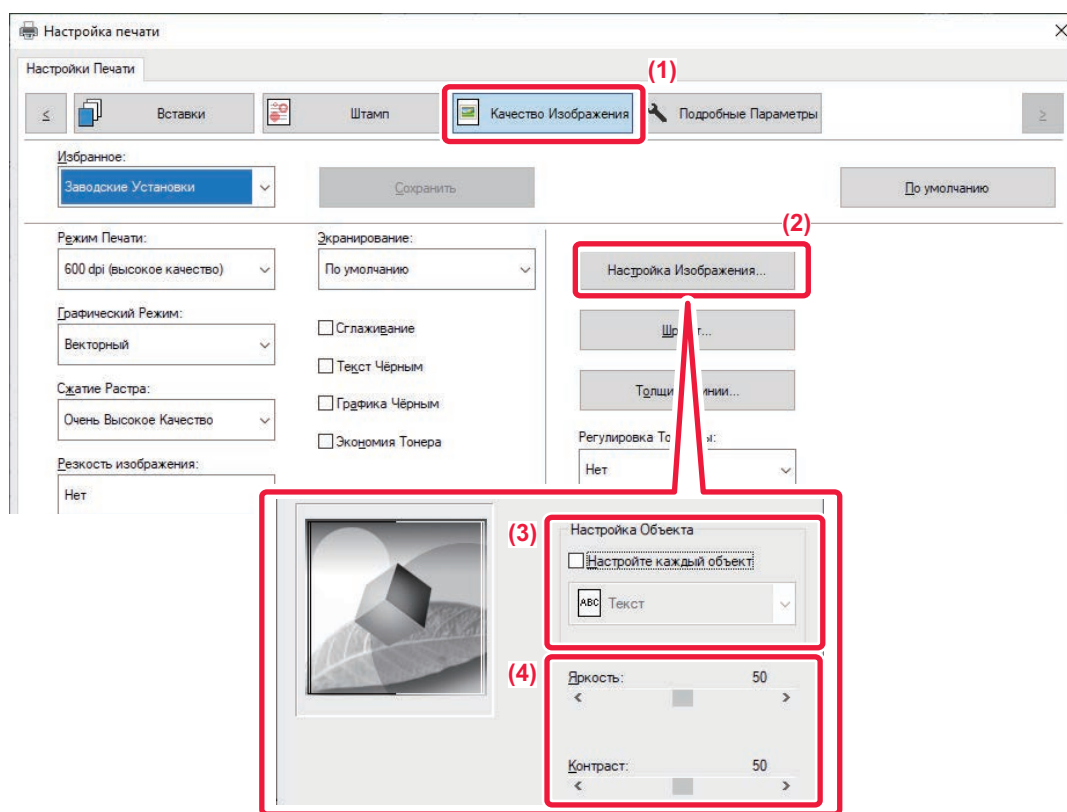 Настройка печати
Настройки Печати
(1)
<
Вставки
Штамп
Качество Изображения
Подробные Параметры
>
Избранное:
Заводские Установки
Сохранить
По умолчанию
(2)
Режим Печати:
600 dpi (высокое качество)
Экранирование:
По умолчанию
Настройка Изображения...
Графический Режим:
Векторный
Сглаживание
Текст Чёрным
Сжатие Растра:
Очень Высокое Качество
Графика Чёрным
Экономия Тонера
Регулировка
Нет
Резкость изображения:
Нет
(3)
Настройка Объекта
Настройте каждый объект
ABC Текст
(4)
Яркость: 50
< >
Контраст: 50
< >